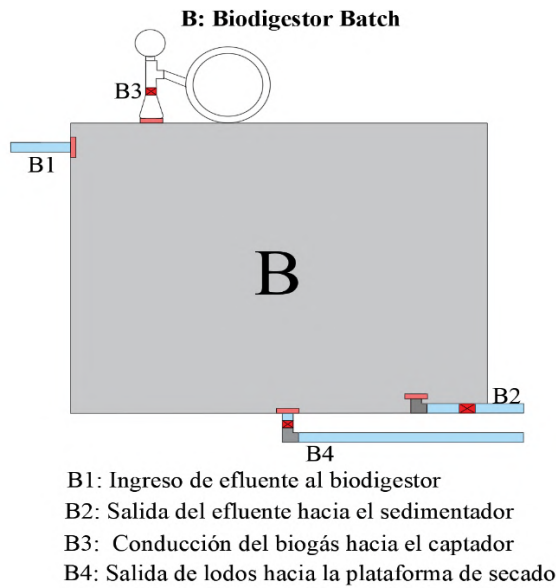 B: Biodigestor Batch
B3
B1
B
B2
B4
B1: Ingreso de efluente al biodigestor
B2: Salida del efluente hacia el sedimentador
B3: Conducción del biogás hacia el captador
B4: Salida de lodos hacia la plataforma de secado